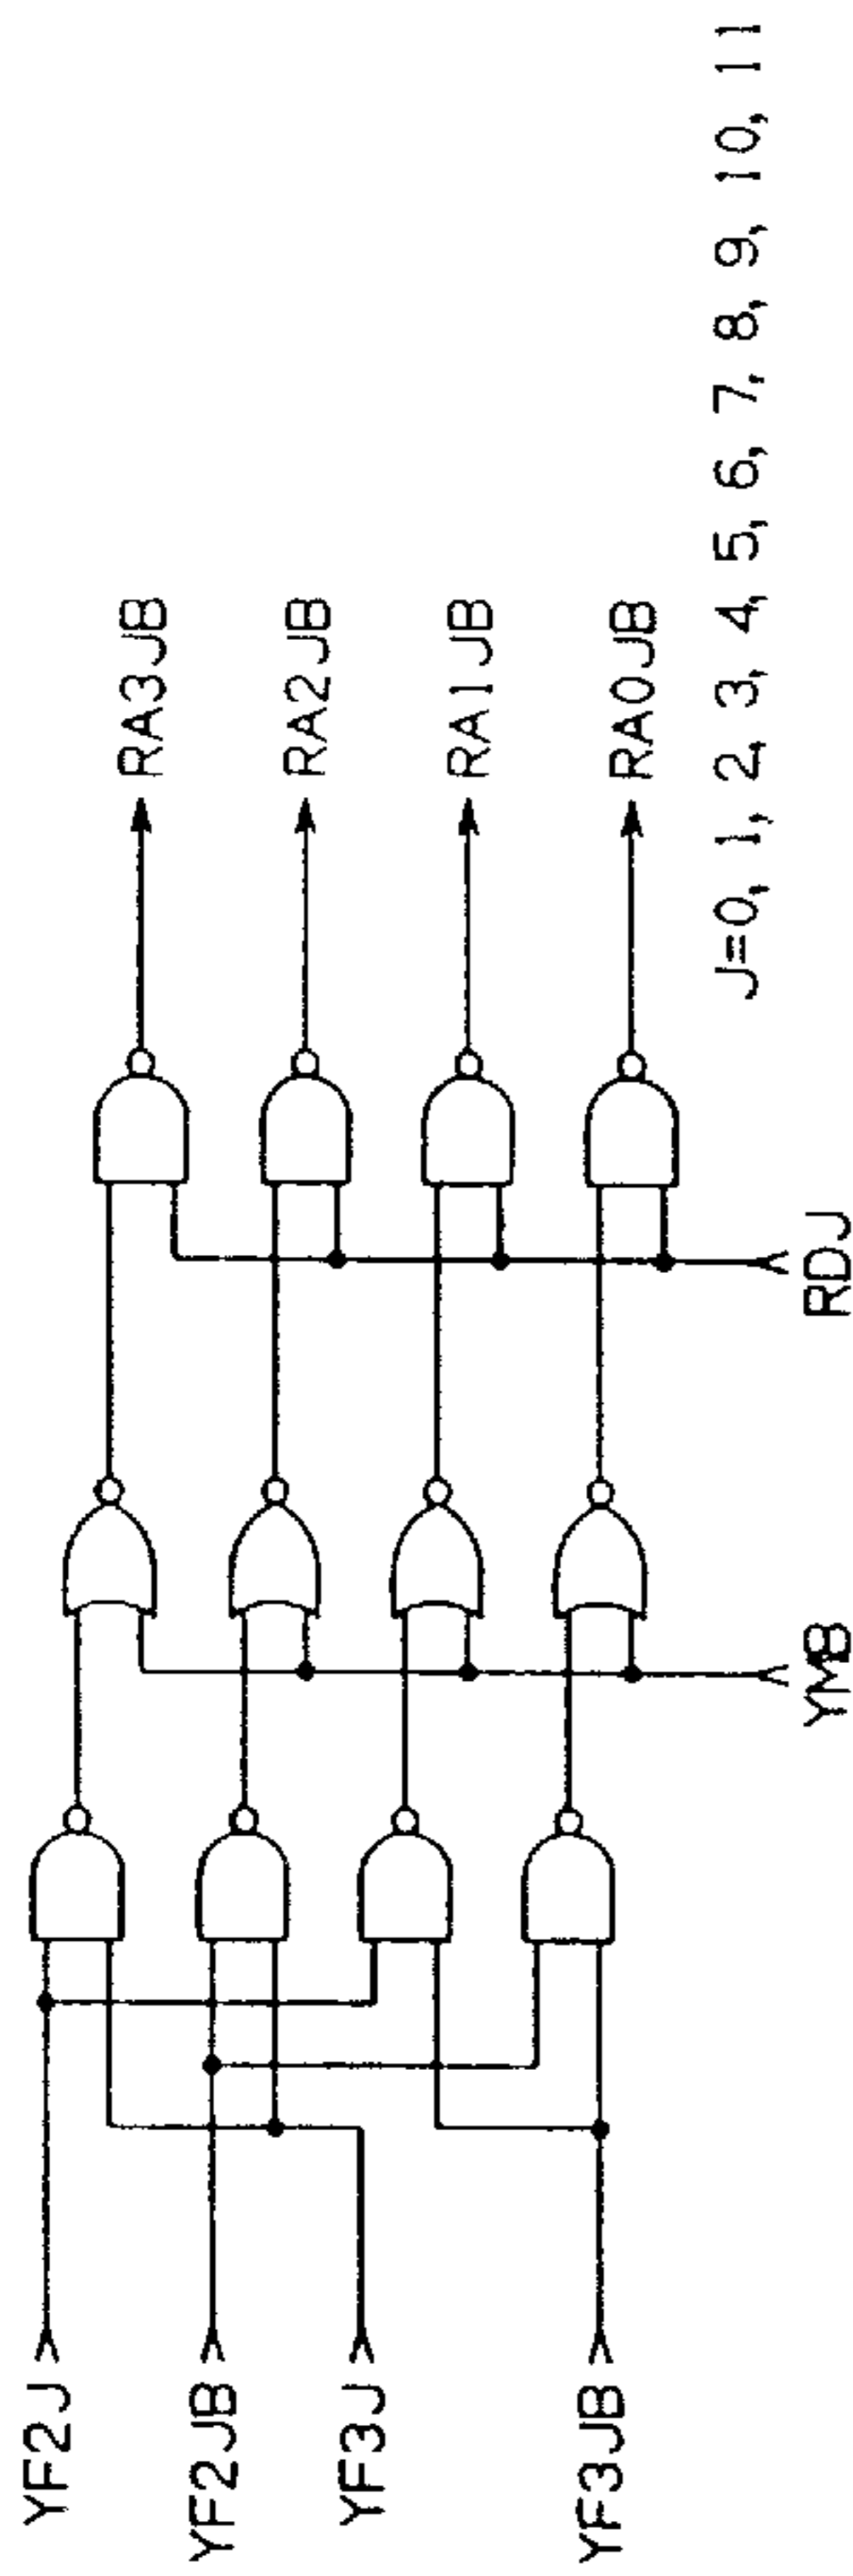 YF2J
YF2JB
YF3J
YF3JB
YMB
RDJ
RA3JB
RA2JB
RA1JB
RA0JB
J=0, 1, 2, 3, 4, 5, 6, 7, 8, 9, 10, 11